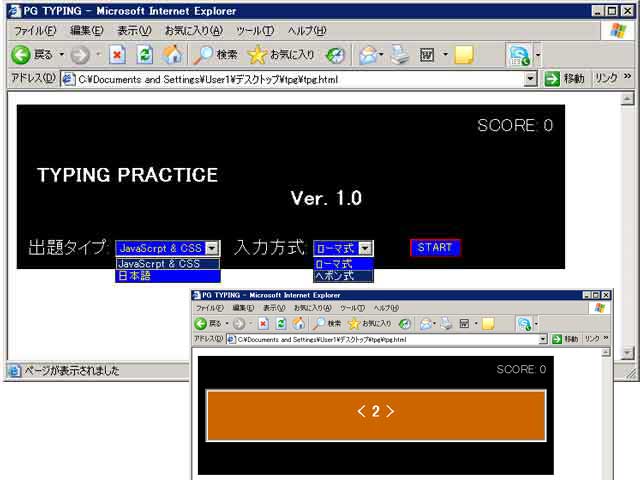 PG TYPING - Microsoft Internet Explorer
ファイル(F) 編集(E) 表示(V) お気に入り(A) ツール(T) ヘルプ(H)
戻る 検索 お気に入り
アドレス(D) C:¥Documents and Settings¥User1¥デスクトップ¥tpg¥tpg.html 移動 リンク »
SCORE: 0
TYPING PRACTICE
Ver. 1.0
出題タイプ: JavaScrpt & CSS 入力方式: ローマ式 START
JavaScrpt & CSS ローマ式
日本語 ヘボン式
ページが表示されました
PG TYPING - Microsoft Internet Explorer
ファイル(F) 編集(E) 表示(V) お気に入り(A) ツール(T) ヘルプ(H)
戻る 検索 お気に入り
アドレス(D) C:¥Documents and Settings¥User1¥デスクトップ¥tpg¥tpg.html 移動 リンク »
SCORE: 0
< 2 >